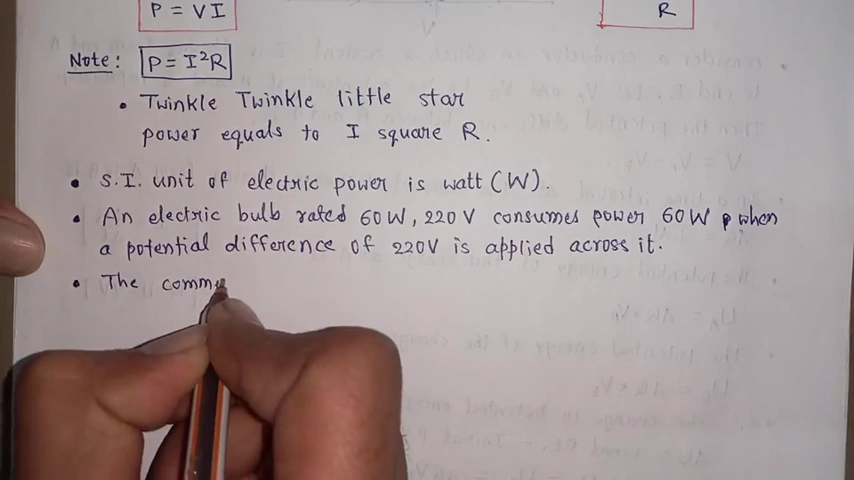 P = VI
R
Note: P = I²R
• Twinkle Twinkle little star
power equals to I square R.
• S.I. unit of electric power is watt (W).
• An electric bulb rated 60W, 220 V consumes power 60W p when
a potential difference of 220V is applied across it.
• The comm